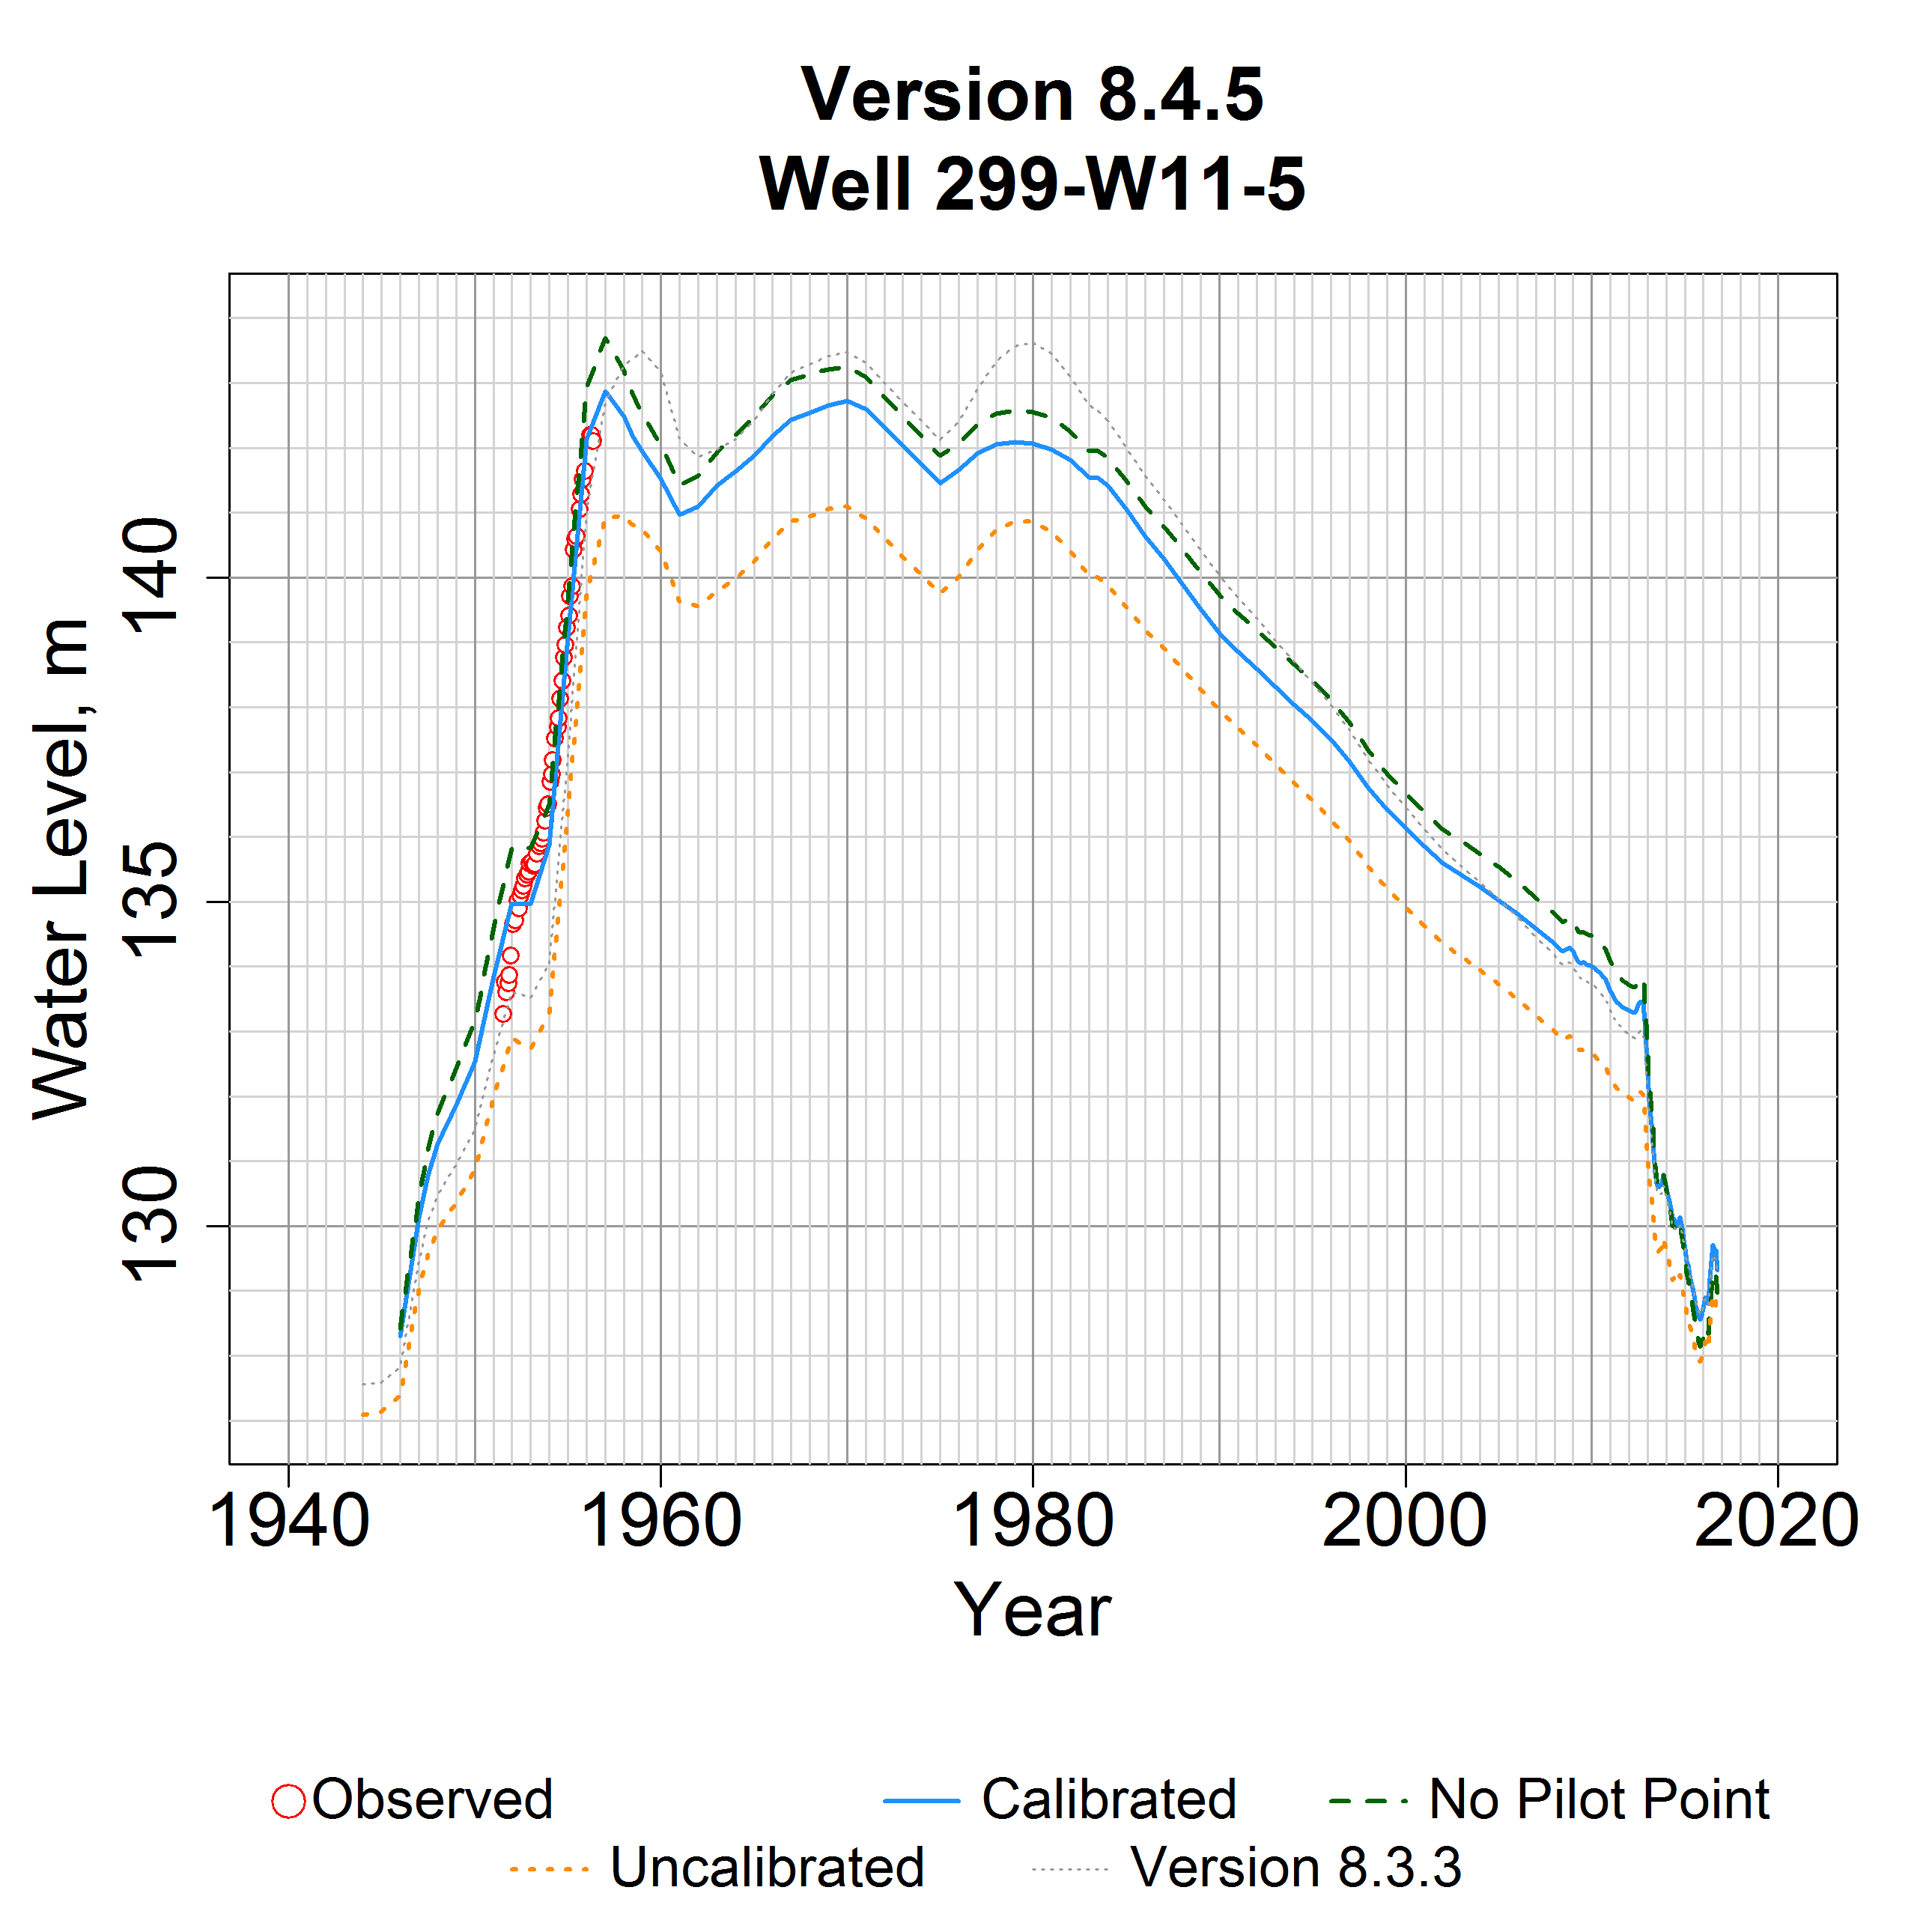 Version 8.4.5
Well 299-W11-5
Water Level, m
140
135
130
1940 1960 1980 2000 2020
Year
Observed Calibrated No Pilot Point
Uncalibrated Version 8.3.3